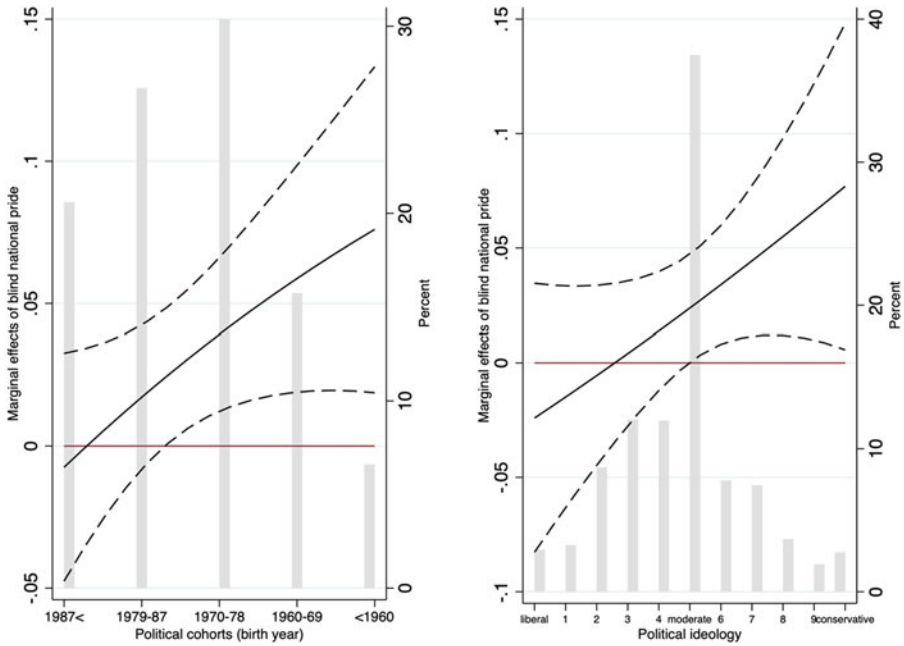 .15
.1
.05
0
-.05
Marginal effects of blind national pride
30
20
10
0
Percent
1987< 1979-87 1970-78 1960-69 <1960
Political cohorts (birth year)
.15
.1
.05
0
-.05
-.1
Marginal effects of blind national pride
40
30
20
10
0
Percent
liberal 1 2 3 4 moderate 6 7 8 9conservative
Political ideology